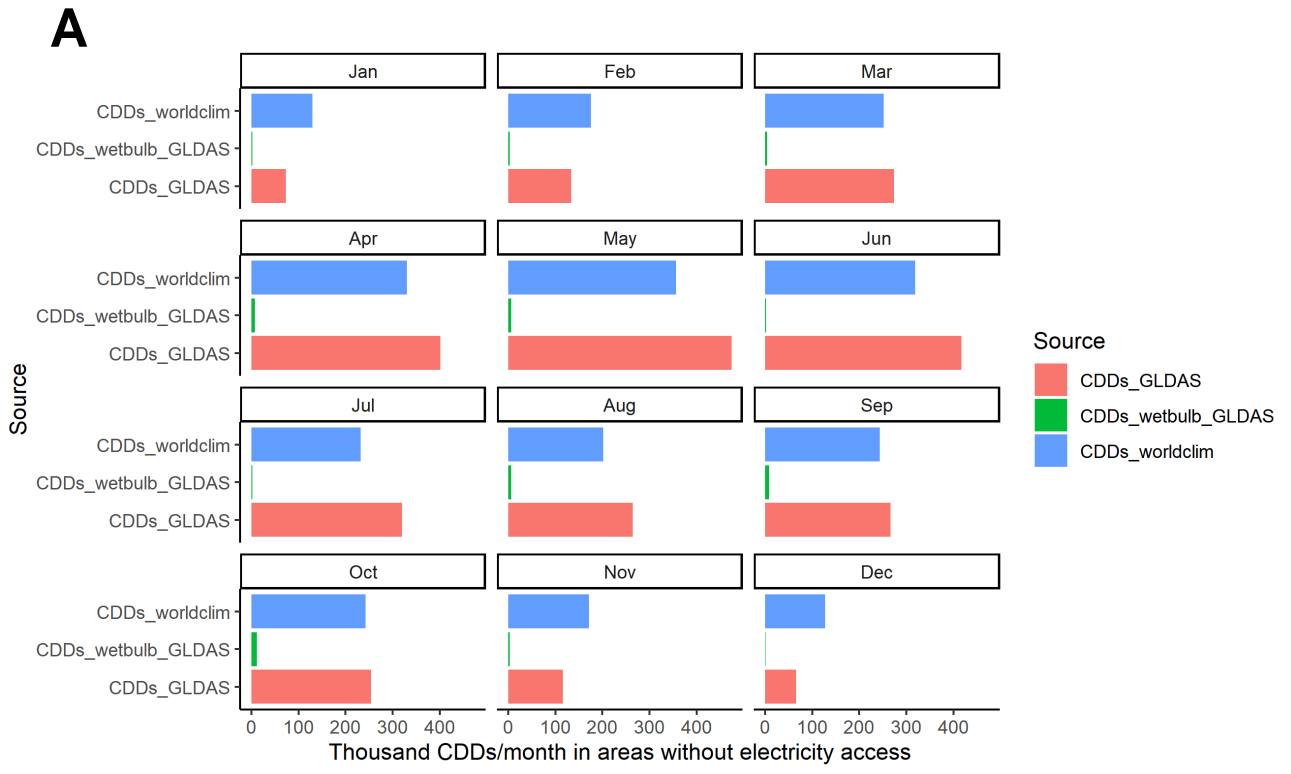 A
Jan Feb Mar
CDDs_worldclim
CDDs_wetbulb_GLDAS
CDDs_GLDAS
Apr May Jun
CDDs_worldclim
CDDs_wetbulb_GLDAS
CDDs_GLDAS
Jul Aug Sep
CDDs_worldclim
CDDs_wetbulb_GLDAS
CDDs_GLDAS
Oct Nov Dec
CDDs_worldclim
CDDs_wetbulb_GLDAS
CDDs_GLDAS
0 100 200 300 400 0 100 200 300 400 0 100 200 300 400
Thousand CDDs/month in areas without electricity access
Source
Source
CDDs_GLDAS
CDDs_wetbulb_GLDAS
CDDs_worldclim